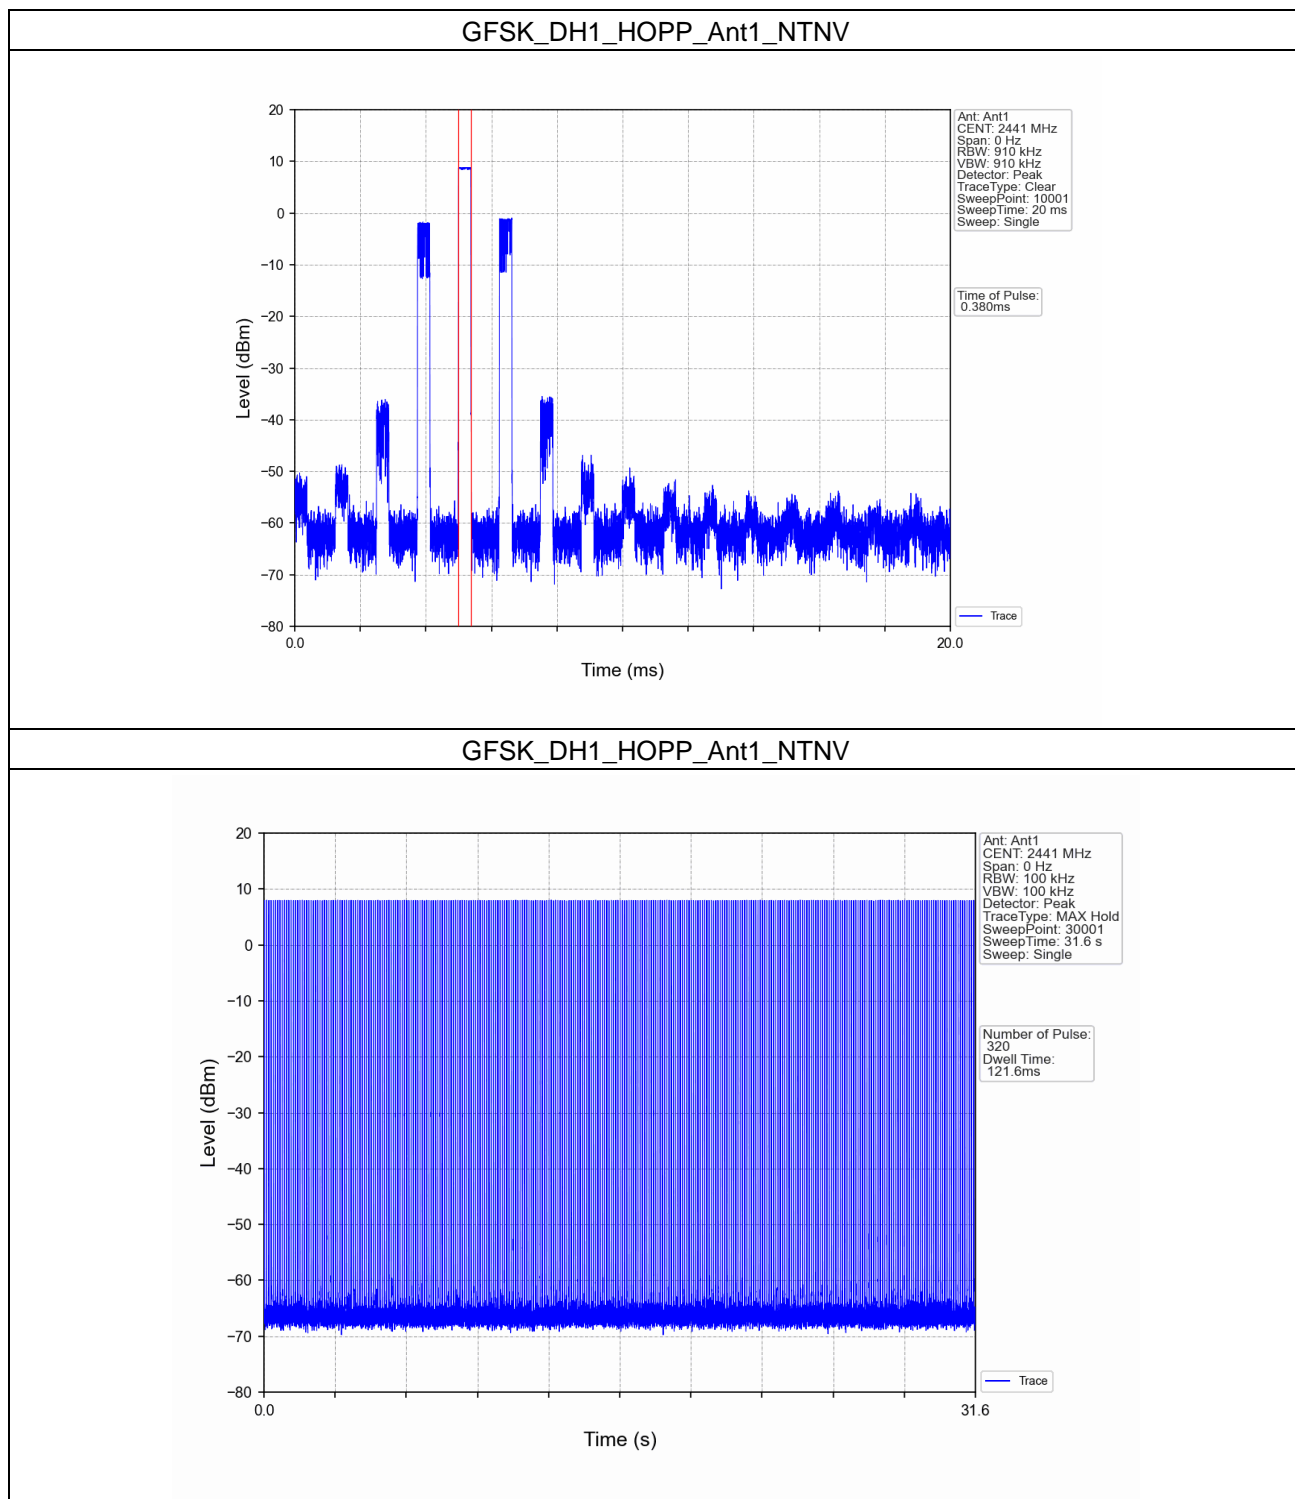 GFSK_DH1_HOPP_Ant1_NTNV
20
10
0
−10
−20
−30
−40
−50
−60
−70
−80
Level (dBm)
0.0
20.0
Time (ms)
Ant: Ant1
CENT: 2441 MHz
Span: 0 Hz
RBW: 910 kHz
VBW: 910 kHz
Detector: Peak
TraceType: Clear
SweepPoint: 10001
SweepTime: 20 ms
Sweep: Single
Time of Pulse:
0.380ms
Trace
GFSK_DH1_HOPP_Ant1_NTNV
20
10
0
−10
−20
−30
−40
−50
−60
−70
−80
Level (dBm)
0.0
31.6
Time (s)
Ant: Ant1
CENT: 2441 MHz
Span: 0 Hz
RBW: 100 kHz
VBW: 100 kHz
Detector: Peak
TraceType: MAX Hold
SweepPoint: 30001
SweepTime: 31.6 s
Sweep: Single
Number of Pulse:
320
Dwell Time:
121.6ms
Trace